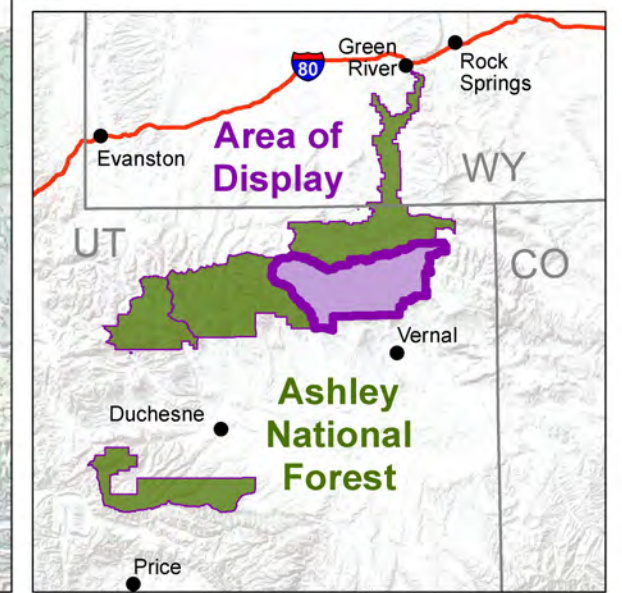 Green
River
80
Rock
Springs
Evanston
Area of
Display
WY
UT
CO
Vernal
Ashley
National
Forest
Duchesne
Price